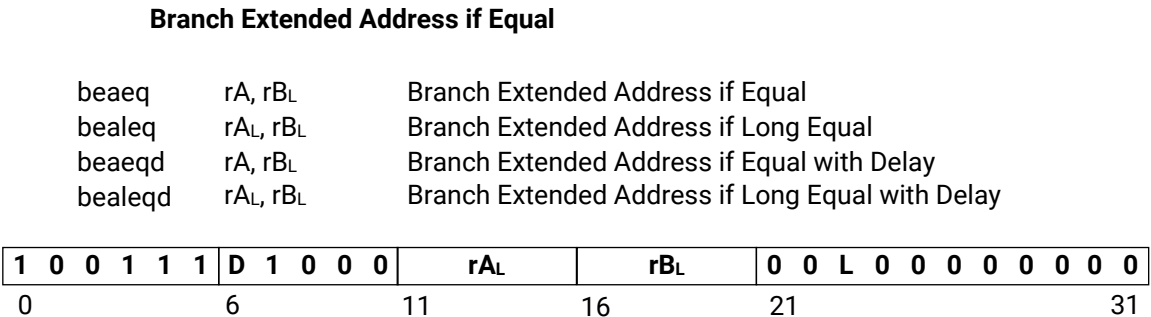 Branch Extended Address if Equal
beaeq rA, rBL Branch Extended Address if Equal
bealeq rAL, rBL Branch Extended Address if Long Equal
beaeqd rA, rBL Branch Extended Address if Equal with Delay
bealeqd rAL, rBL Branch Extended Address if Long Equal with Delay
1 0 0 1 1 1 D 1 0 0 0 rAL rBL 0 0 L 0 0 0 0 0 0 0 0
0 6 11 16 21 31